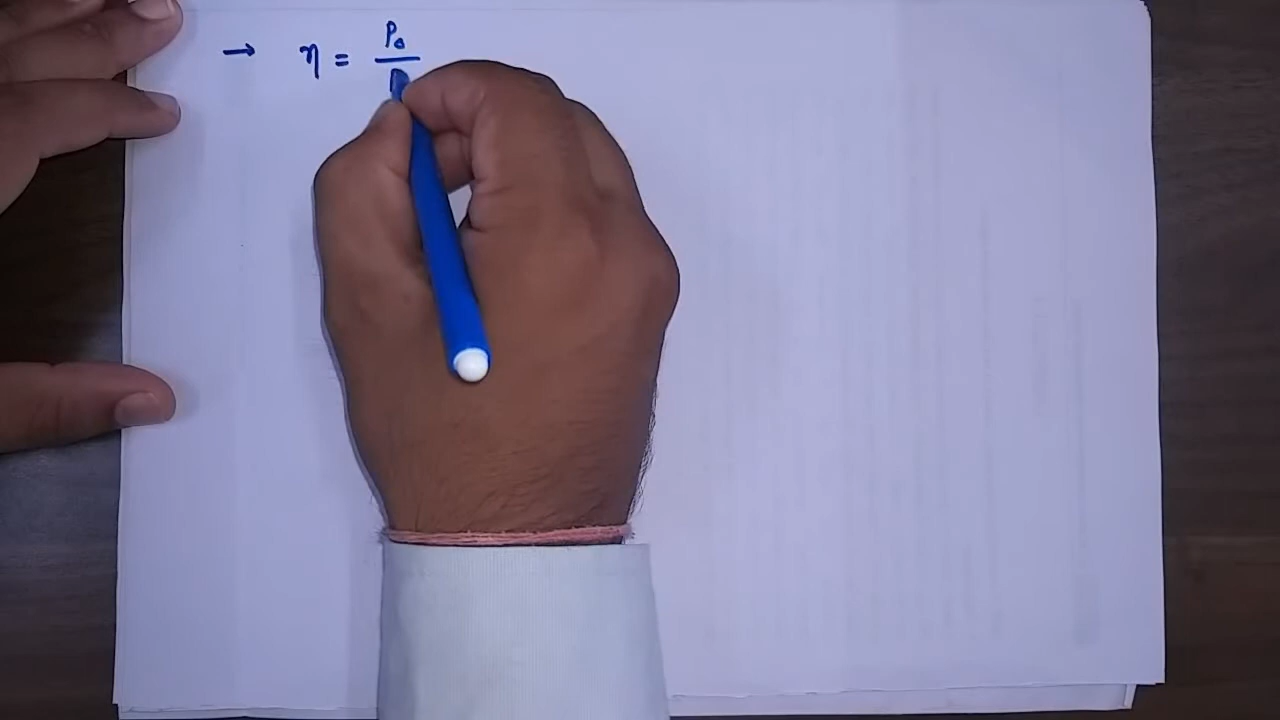 → η = P₀ / P